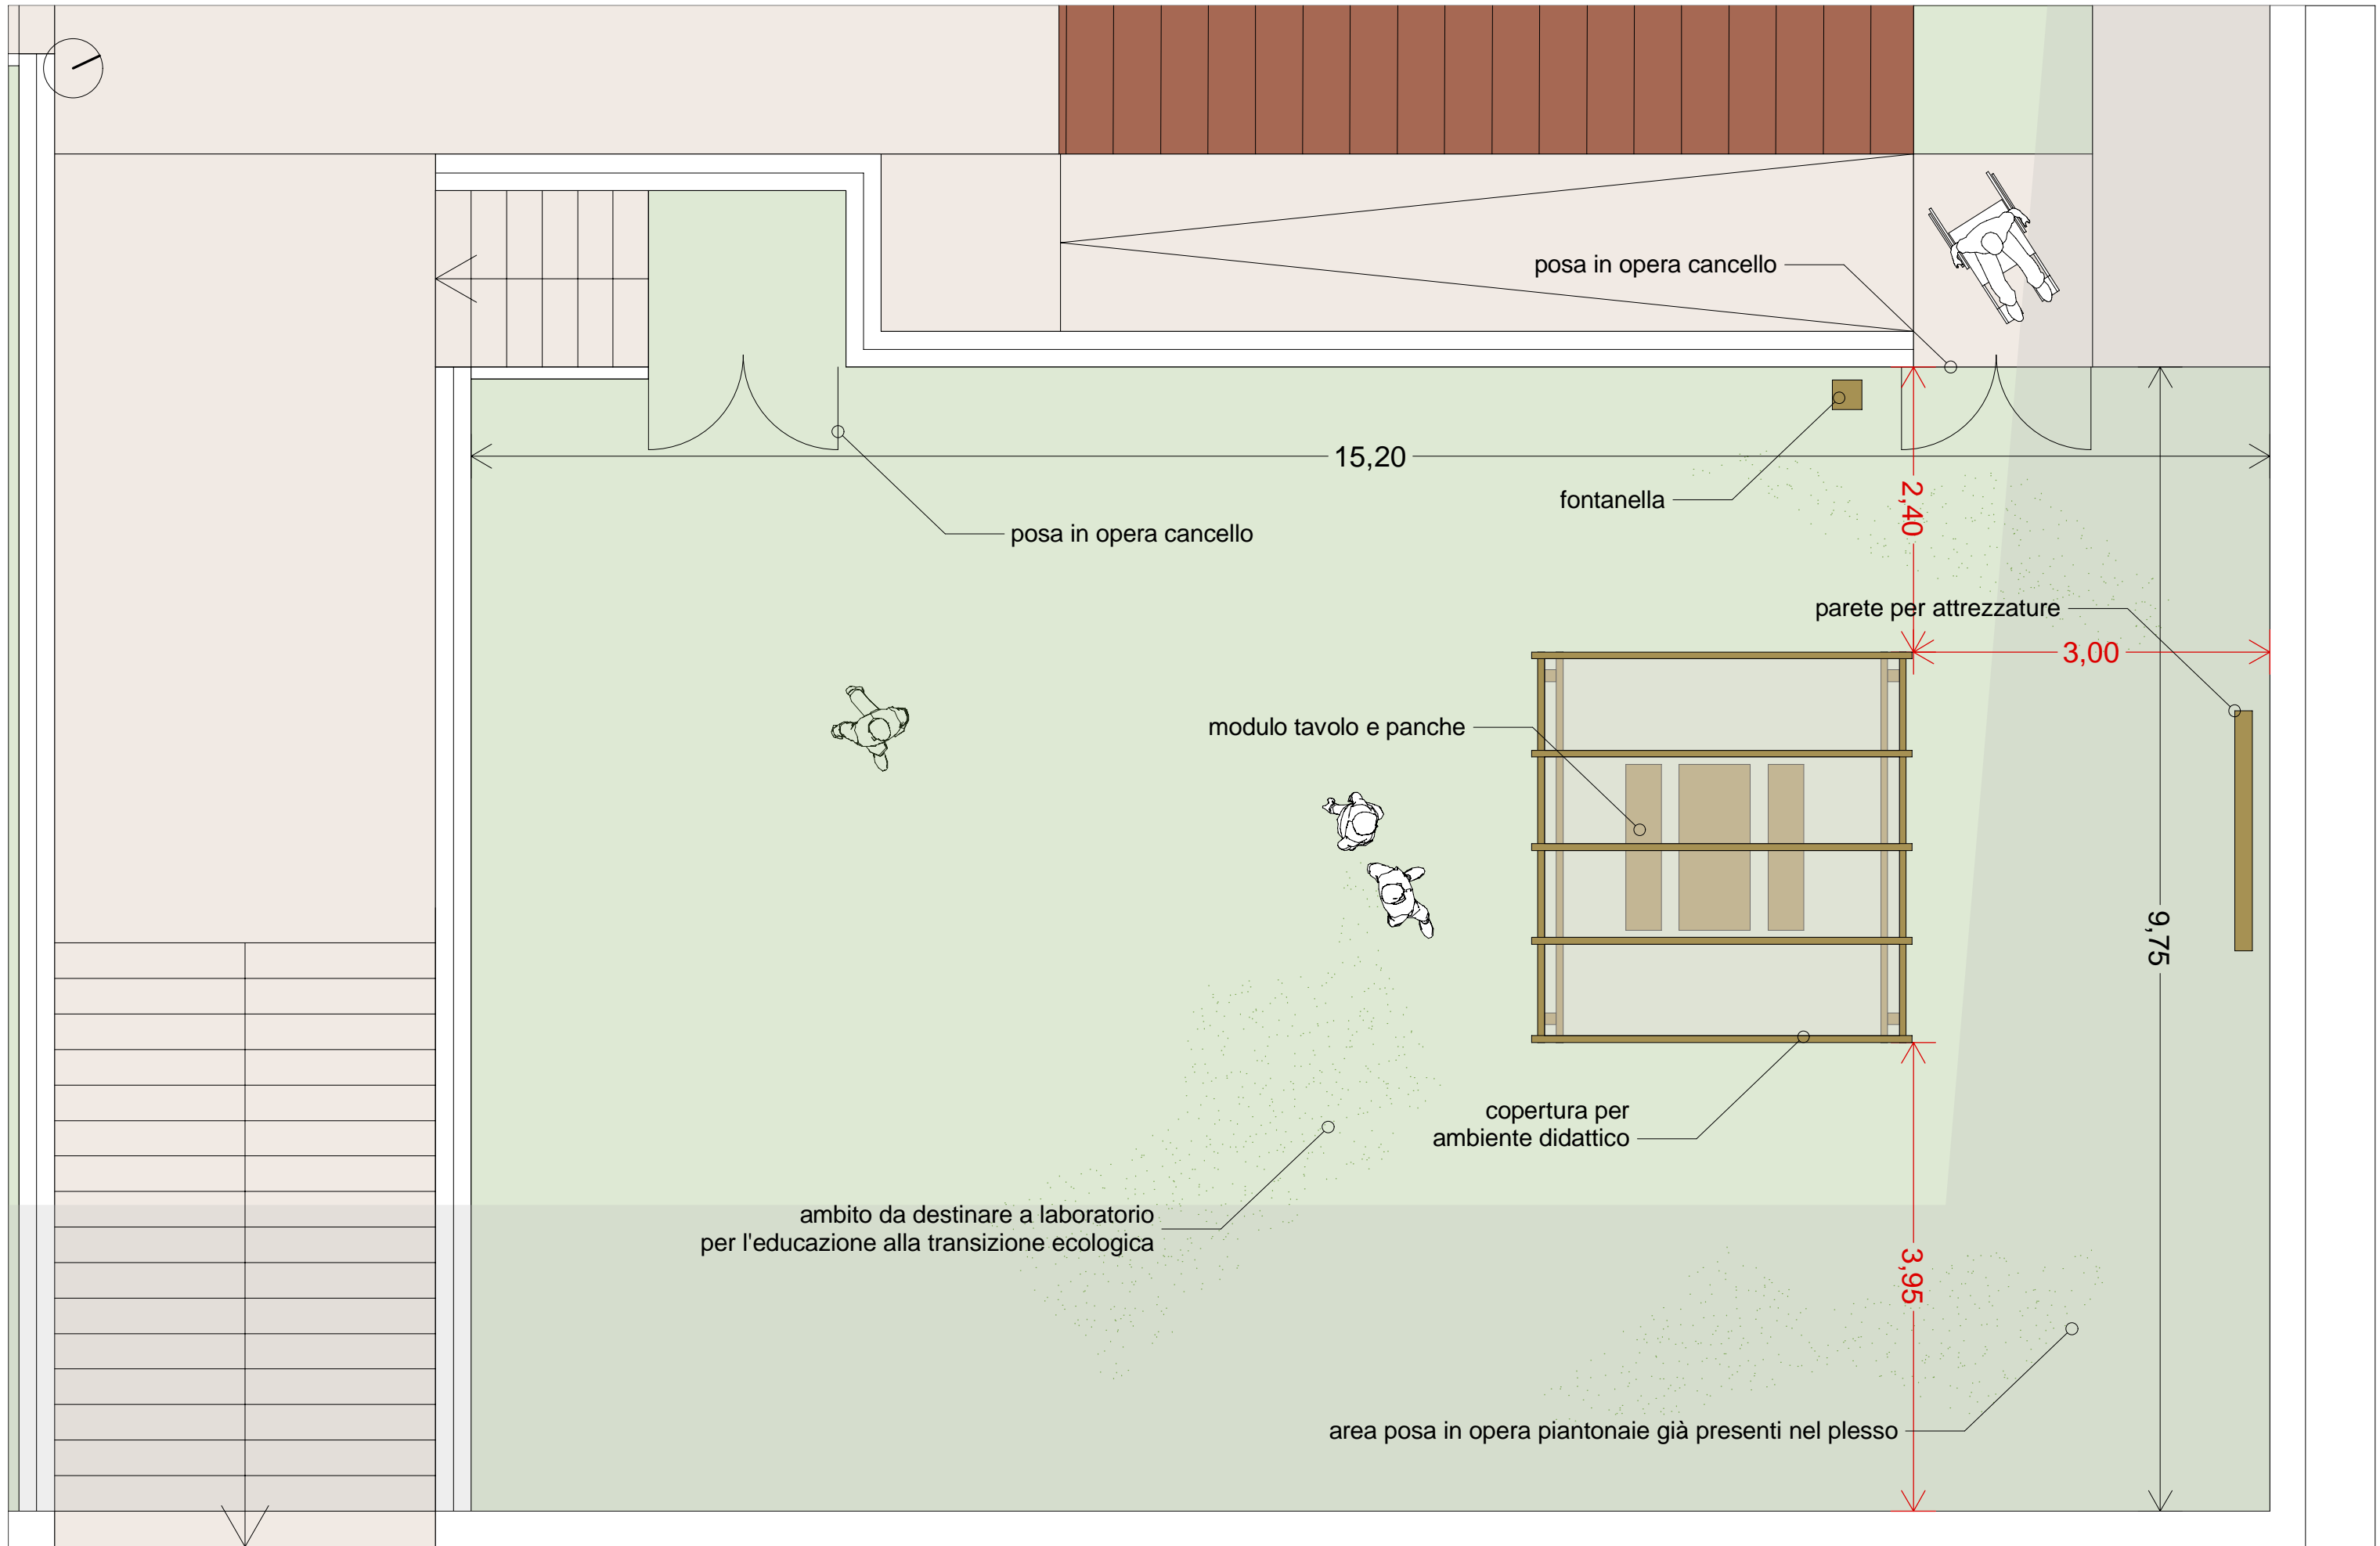 posa in opera cancello
15,20
2,40
fontanella
posa in opera cancello
parete per attrezzature
3,00
modulo tavolo e panche
9,75
copertura per
ambiente didattico
ambito da destinare a laboratorio
per l'educazione alla transizione ecologica
3,95
area posa in opera piantonaie già presenti nel plesso